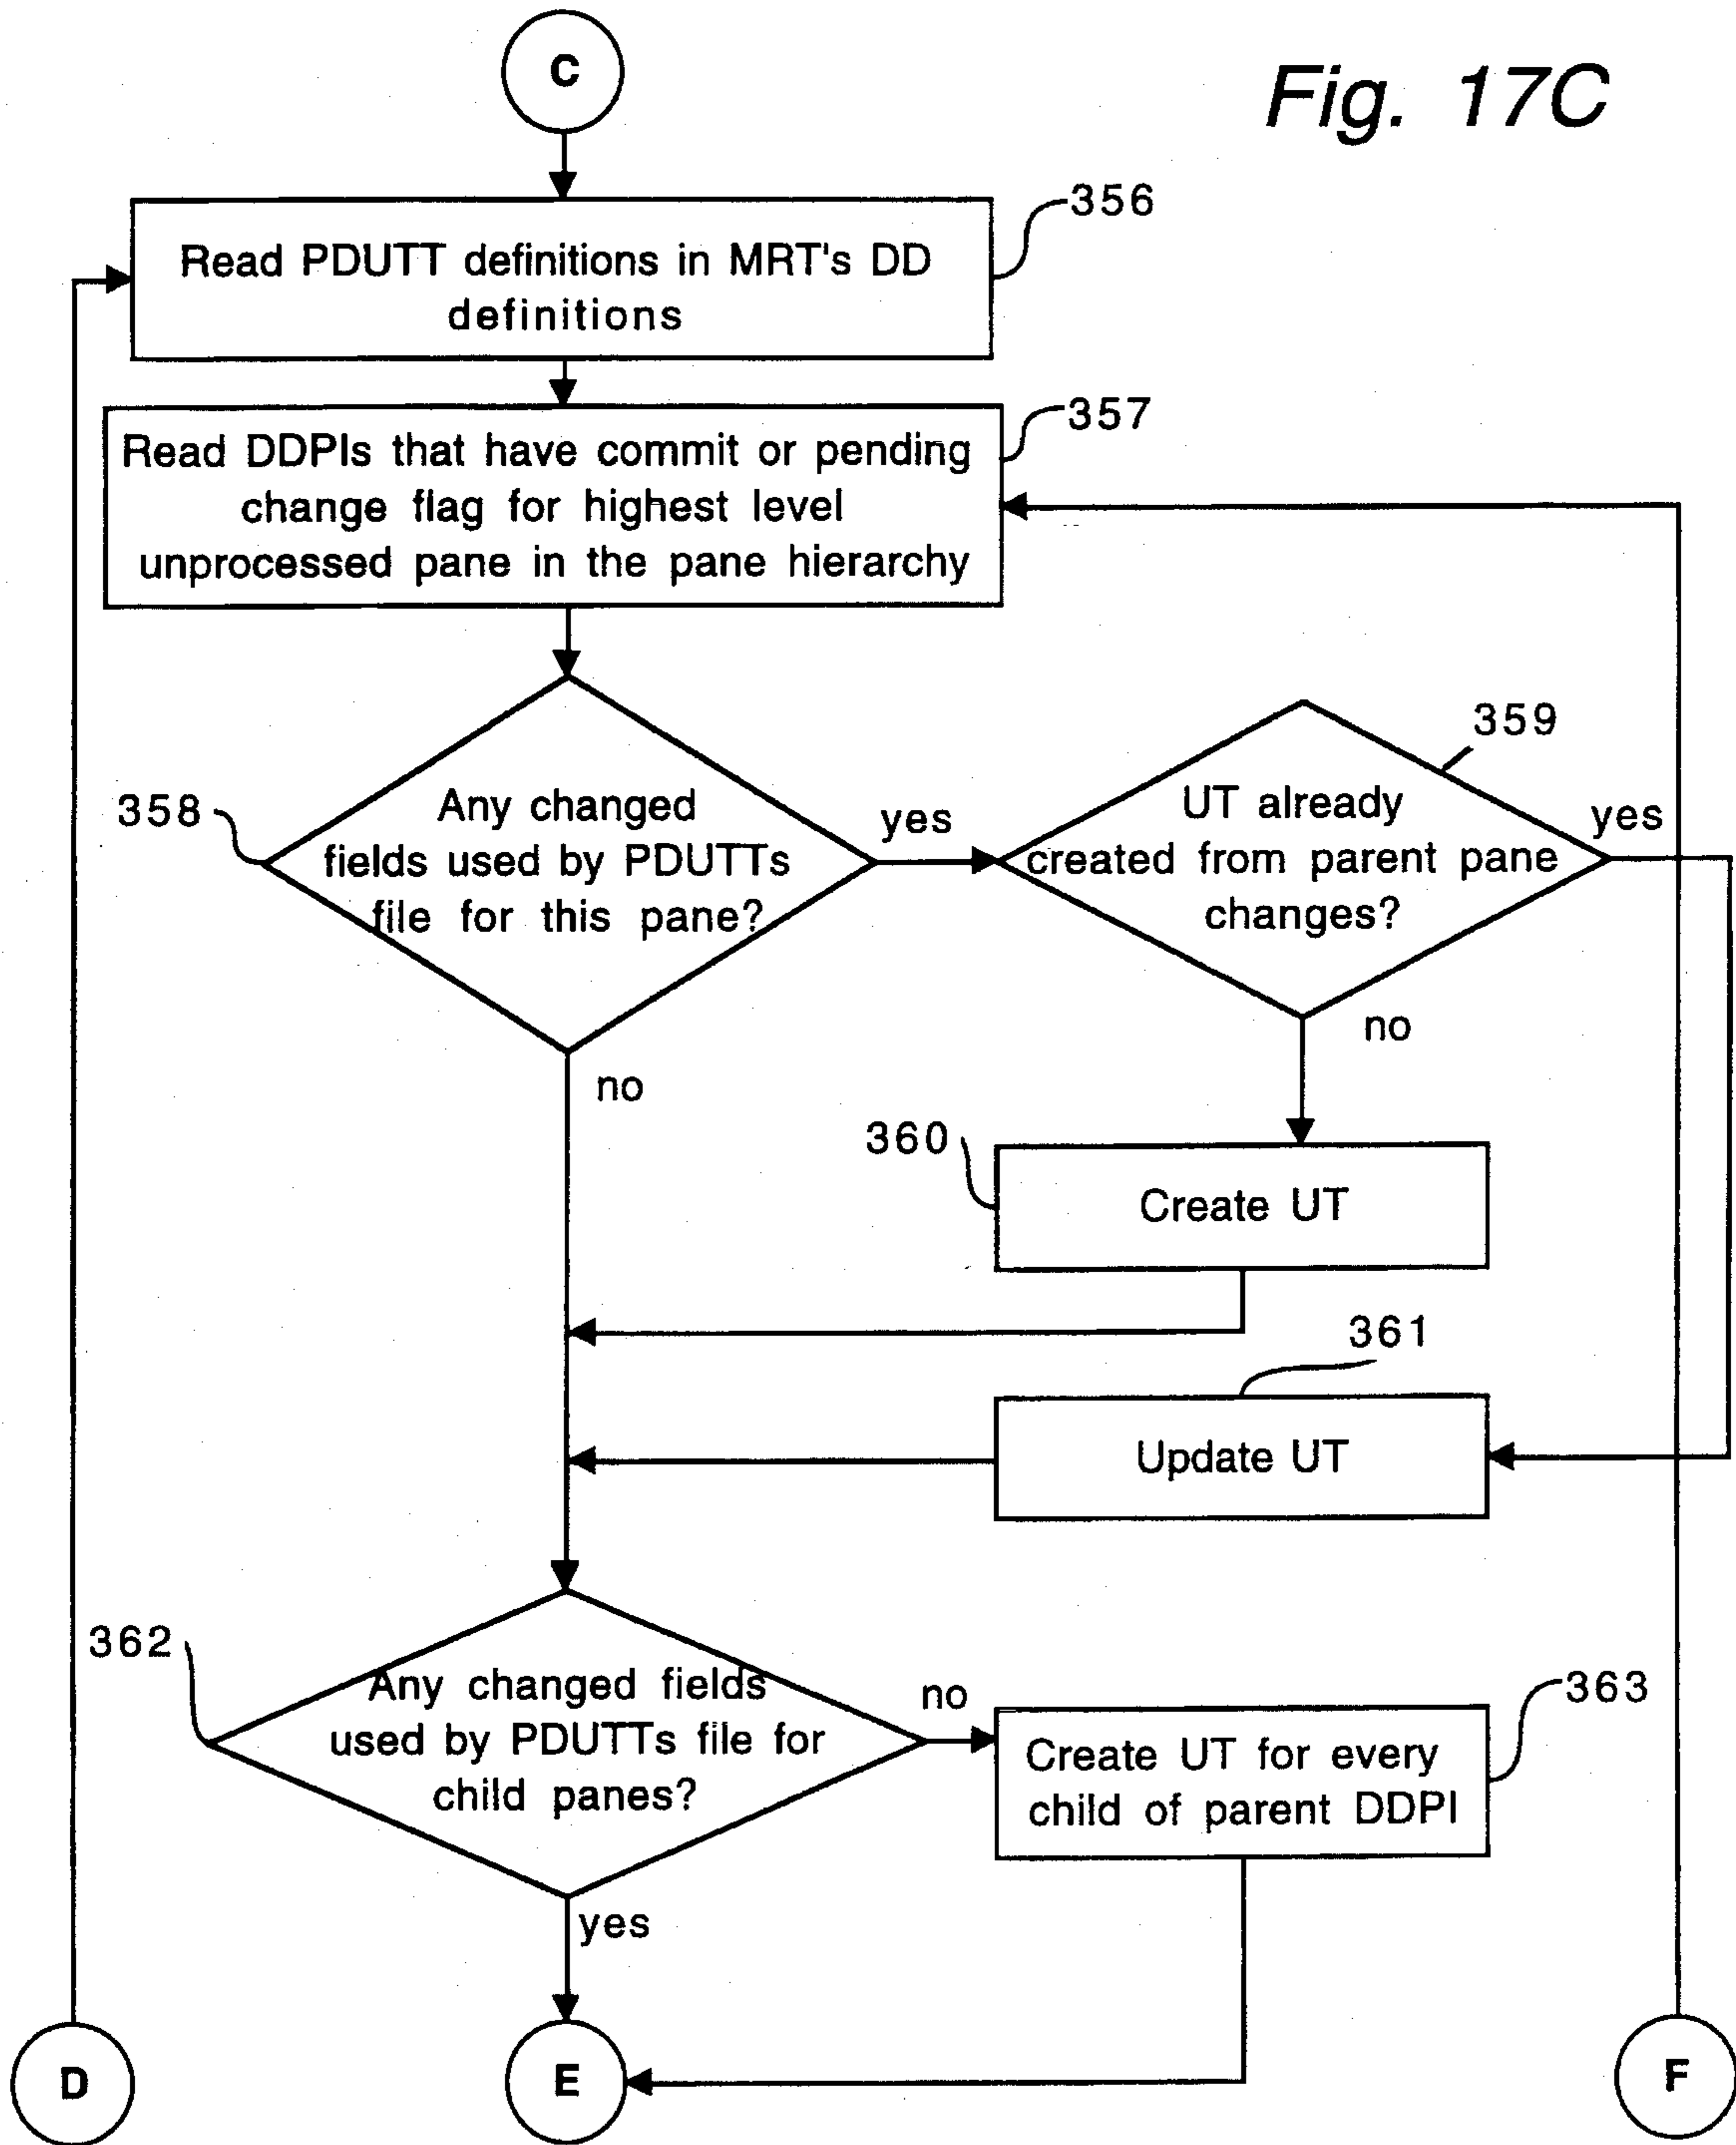 C
Fig. 17C
356
Read PDUTT definitions in MRT's DD
definitions
357
Read DDPIs that have commit or pending
change flag for highest level
unprocessed pane in the pane hierarchy
358
Any changed
fields used by PDUTTs
file for this pane?
yes
359
UT already
created from parent pane
changes?
yes
no
no
360
Create UT
361
Update UT
362
Any changed fields
used by PDUTTs file for
child panes?
no
363
Create UT for every
child of parent DDPI
yes
D
E
F